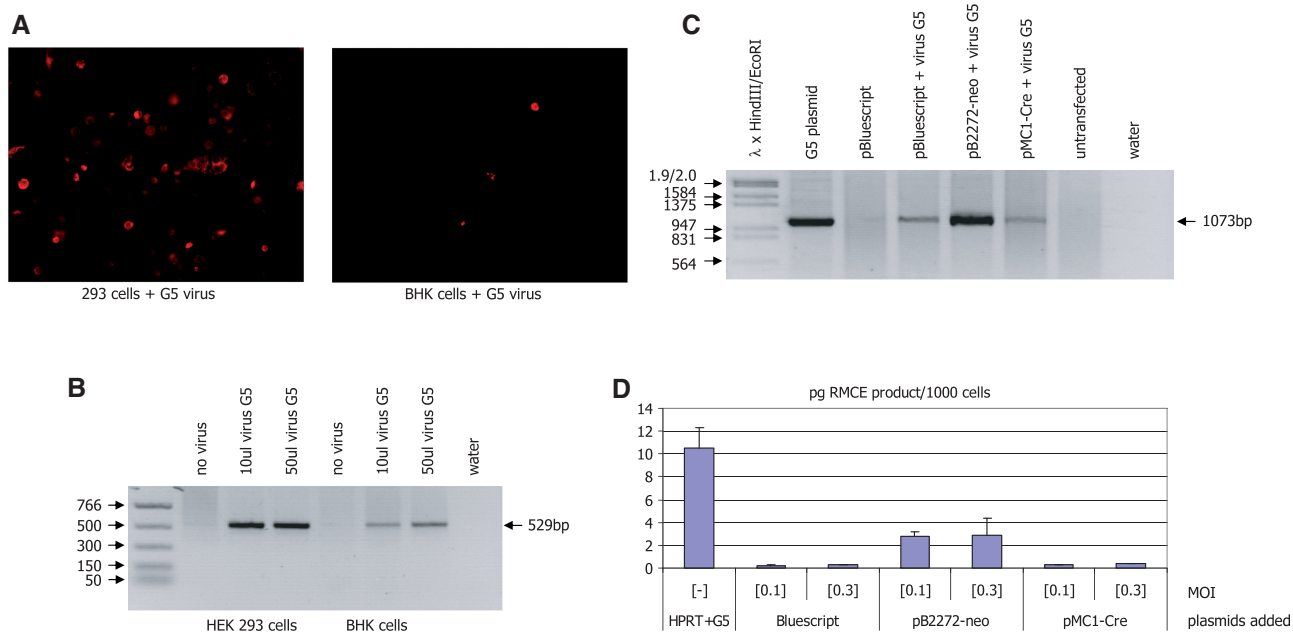 A
293 cells + G5 virus
BHK cells + G5 virus
B
no virus
10ul virus G5
50ul virus G5
no virus
10ul virus G5
50ul virus G5
water
766
500
300
150
50
529bp
HEK 293 cells
BHK cells
C
λ x HindIII/EcoRI
G5 plasmid
pBluescript
pBluescript + virus G5
pB2272-neo + virus G5
pMC1-Cre + virus G5
untransfected
water
1.9/2.0
1584
1375
947
831
564
1073bp
D
pg RMCE product/1000 cells
14
12
10
8
6
4
2
0
[-] [0.1] [0.3] [0.1] [0.3] [0.1] [0.3] MOI
HPRT+G5 Bluescript pB2272-neo pMC1-Cre plasmids added